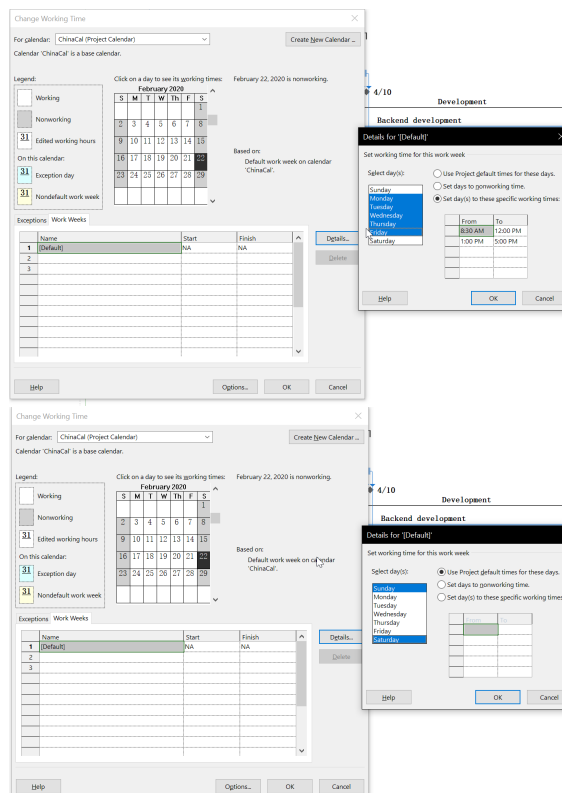 Change Working Time
For calendar: ChinaCal (Project Calendar)
Create New Calendar ...
Calendar 'ChinaCal' is a base calendar.
Legend:
Click on a day to see its working times:
February 22, 2020 is nonworking.
Working
Nonworking
31 Edited working hours
On this calendar:
31 Exception day
31 Nondefault work week
February 2020
S M T W Th F S
1
2 3 4 5 6 7 8
9 10 11 12 13 14 15
16 17 18 19 20 21 22
23 24 25 26 27 28 29
Based on:
Default work week on calendar
'ChinaCal'.
Exceptions Work Weeks
Name Start Finish
1 [Default] NA NA
2
3
Details...
Delete
Help
Options...
OK
Cancel
4/10
Development
Backend development
Details for '[Default]'
Set working time for this work week
Select day(s):
Sunday
Monday
Tuesday
Wednesday
Thursday
Friday
Saturday
Use Project default times for these days.
Set days to nonworking time.
Set day(s) to these specific working times:
From To
8:30 AM 12:00 PM
1:00 PM 5:00 PM
Help
OK
Cancel
Change Working Time
For calendar: ChinaCal (Project Calendar)
Create New Calendar ...
Calendar 'ChinaCal' is a base calendar.
Legend:
Click on a day to see its working times:
February 22, 2020 is nonworking.
Working
Nonworking
31 Edited working hours
On this calendar:
31 Exception day
31 Nondefault work week
February 2020
S M T W Th F S
1
2 3 4 5 6 7 8
9 10 11 12 13 14 15
16 17 18 19 20 21 22
23 24 25 26 27 28 29
Based on:
Default work week on calendar
'ChinaCal'.
Exceptions Work Weeks
Name Start Finish
1 [Default] NA NA
2
3
Details...
Delete
Help
Options...
OK
Cancel
4/10
Development
Backend development
Details for '[Default]'
Set working time for this work week
Select day(s):
Sunday
Monday
Tuesday
Wednesday
Thursday
Friday
Saturday
Use Project default times for these days.
Set days to nonworking time.
Set day(s) to these specific working times
From To
Help
OK
Cancel